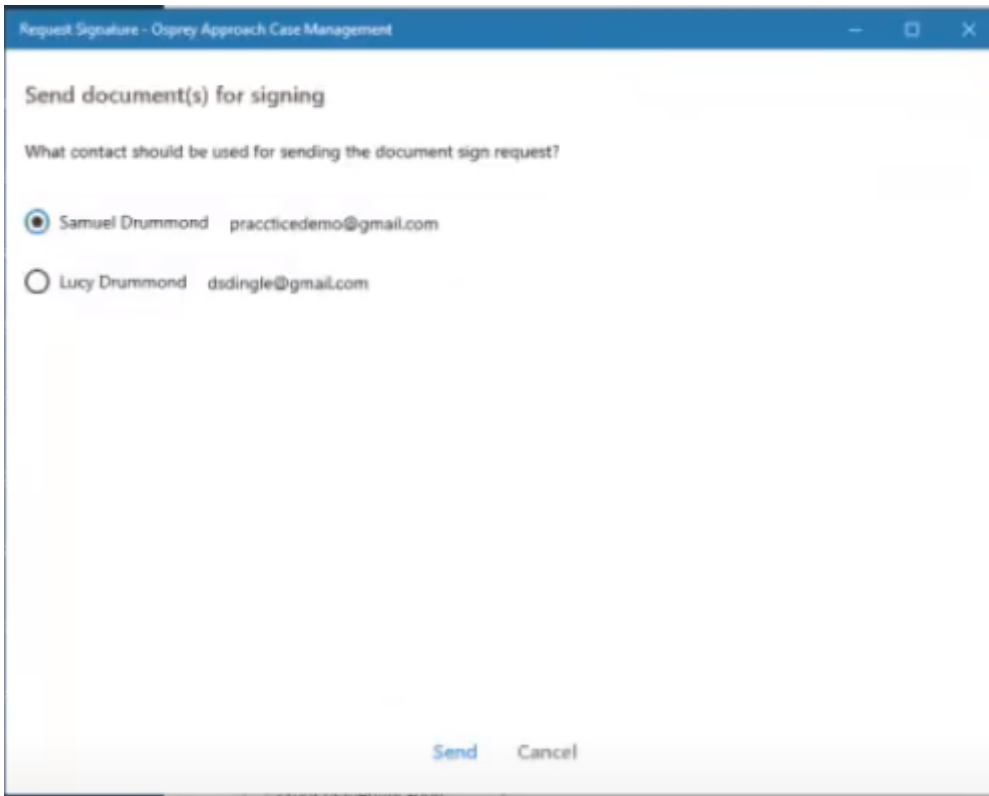 Request Signature - Osprey Approach Case Management
Send document(s) for signing
What contact should be used for sending the document sign request?
Samuel Drummond praccticedemo@gmail.com
Lucy Drummond dsdingle@gmail.com
Send Cancel